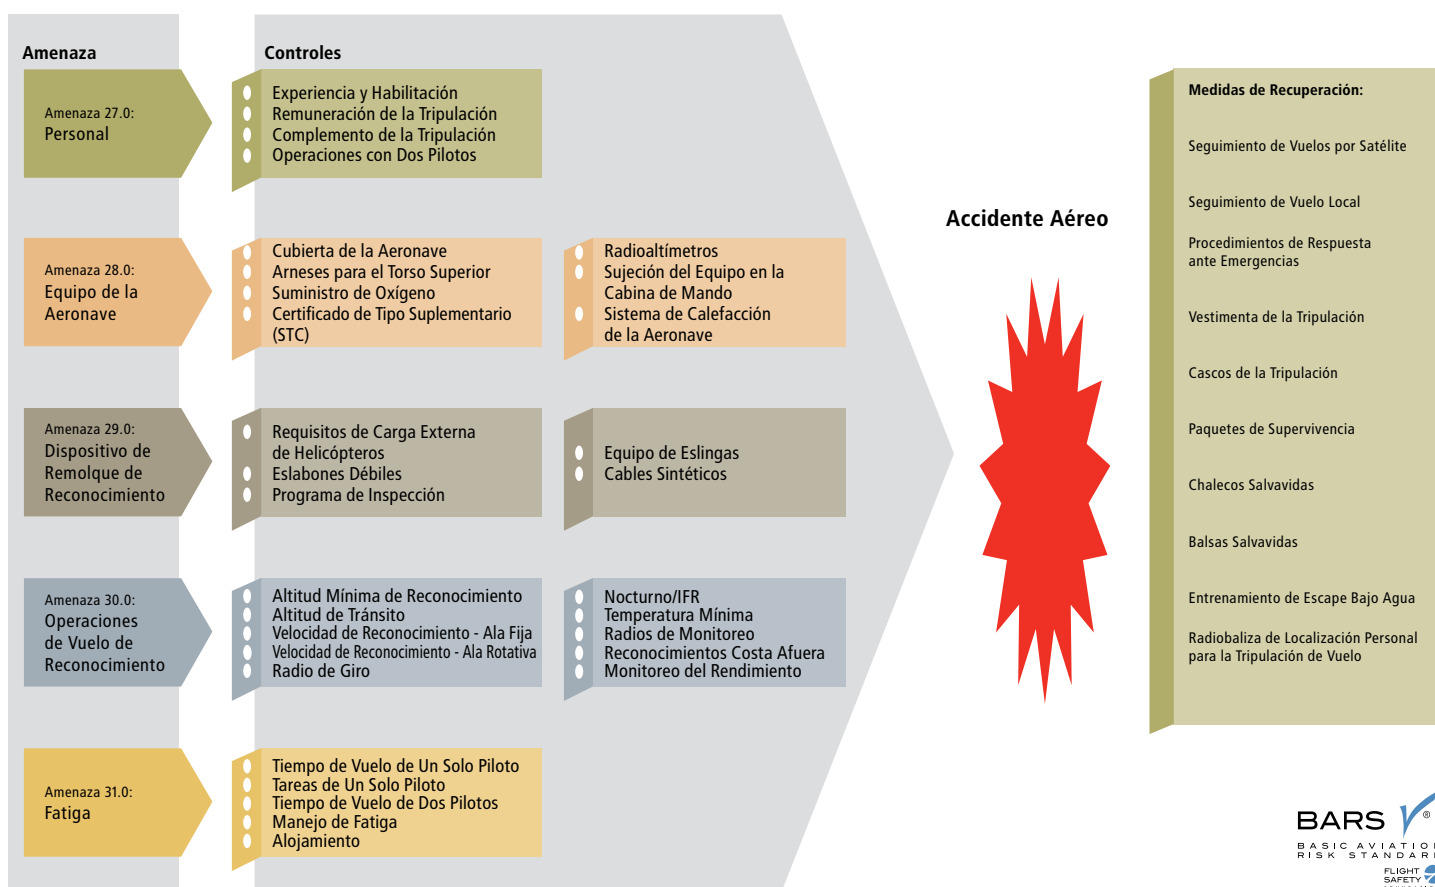 Amenaza
Controles
Amenaza 27.0:
Personal
Experiencia y Habilitación
Remuneración de la Tripulación
Complemento de la Tripulación
Operaciones con Dos Pilotos
Amenaza 28.0:
Equipo de la
Aeronave
Cubierta de la Aeronave
Arneses para el Torso Superior
Suministro de Oxígeno
Certificado de Tipo Suplementario
(STC)
Radioaltímetros
Sujeción del Equipo en la
Cabina de Mando
Sistema de Calefacción
de la Aeronave
Amenaza 29.0:
Dispositivo de
Remolque de
Reconocimiento
Requisitos de Carga Externa
de Helicópteros
Eslabones Débiles
Programa de Inspección
Equipo de Eslingas
Cables Sintéticos
Amenaza 30.0:
Operaciones
de Vuelo de
Reconocimiento
Altitud Mínima de Reconocimiento
Altitud de Tránsito
Velocidad de Reconocimiento - Ala Fija
Velocidad de Reconocimiento - Ala Rotativa
Radio de Giro
Nocturno/IFR
Temperatura Mínima
Radios de Monitoreo
Reconocimientos Costa Afuera
Monitoreo del Rendimiento
Amenaza 31.0:
Fatiga
Tiempo de Vuelo de Un Solo Piloto
Tareas de Un Solo Piloto
Tiempo de Vuelo de Dos Pilotos
Manejo de Fatiga
Alojamiento
Accidente Aéreo
Medidas de Recuperación:
Seguimiento de Vuelos por Satélite
Seguimiento de Vuelo Local
Procedimientos de Respuesta
ante Emergencias
Vestimenta de la Tripulación
Cascos de la Tripulación
Paquetes de Supervivencia
Chalecos Salvavidas
Balsas Salvavidas
Entrenamiento de Escape Bajo Agua
Radiobaliza de Localización Personal
para la Tripulación de Vuelo
BARS ®
BASIC AVIATION
RISK STANDARD
FLIGHT
SAFETY